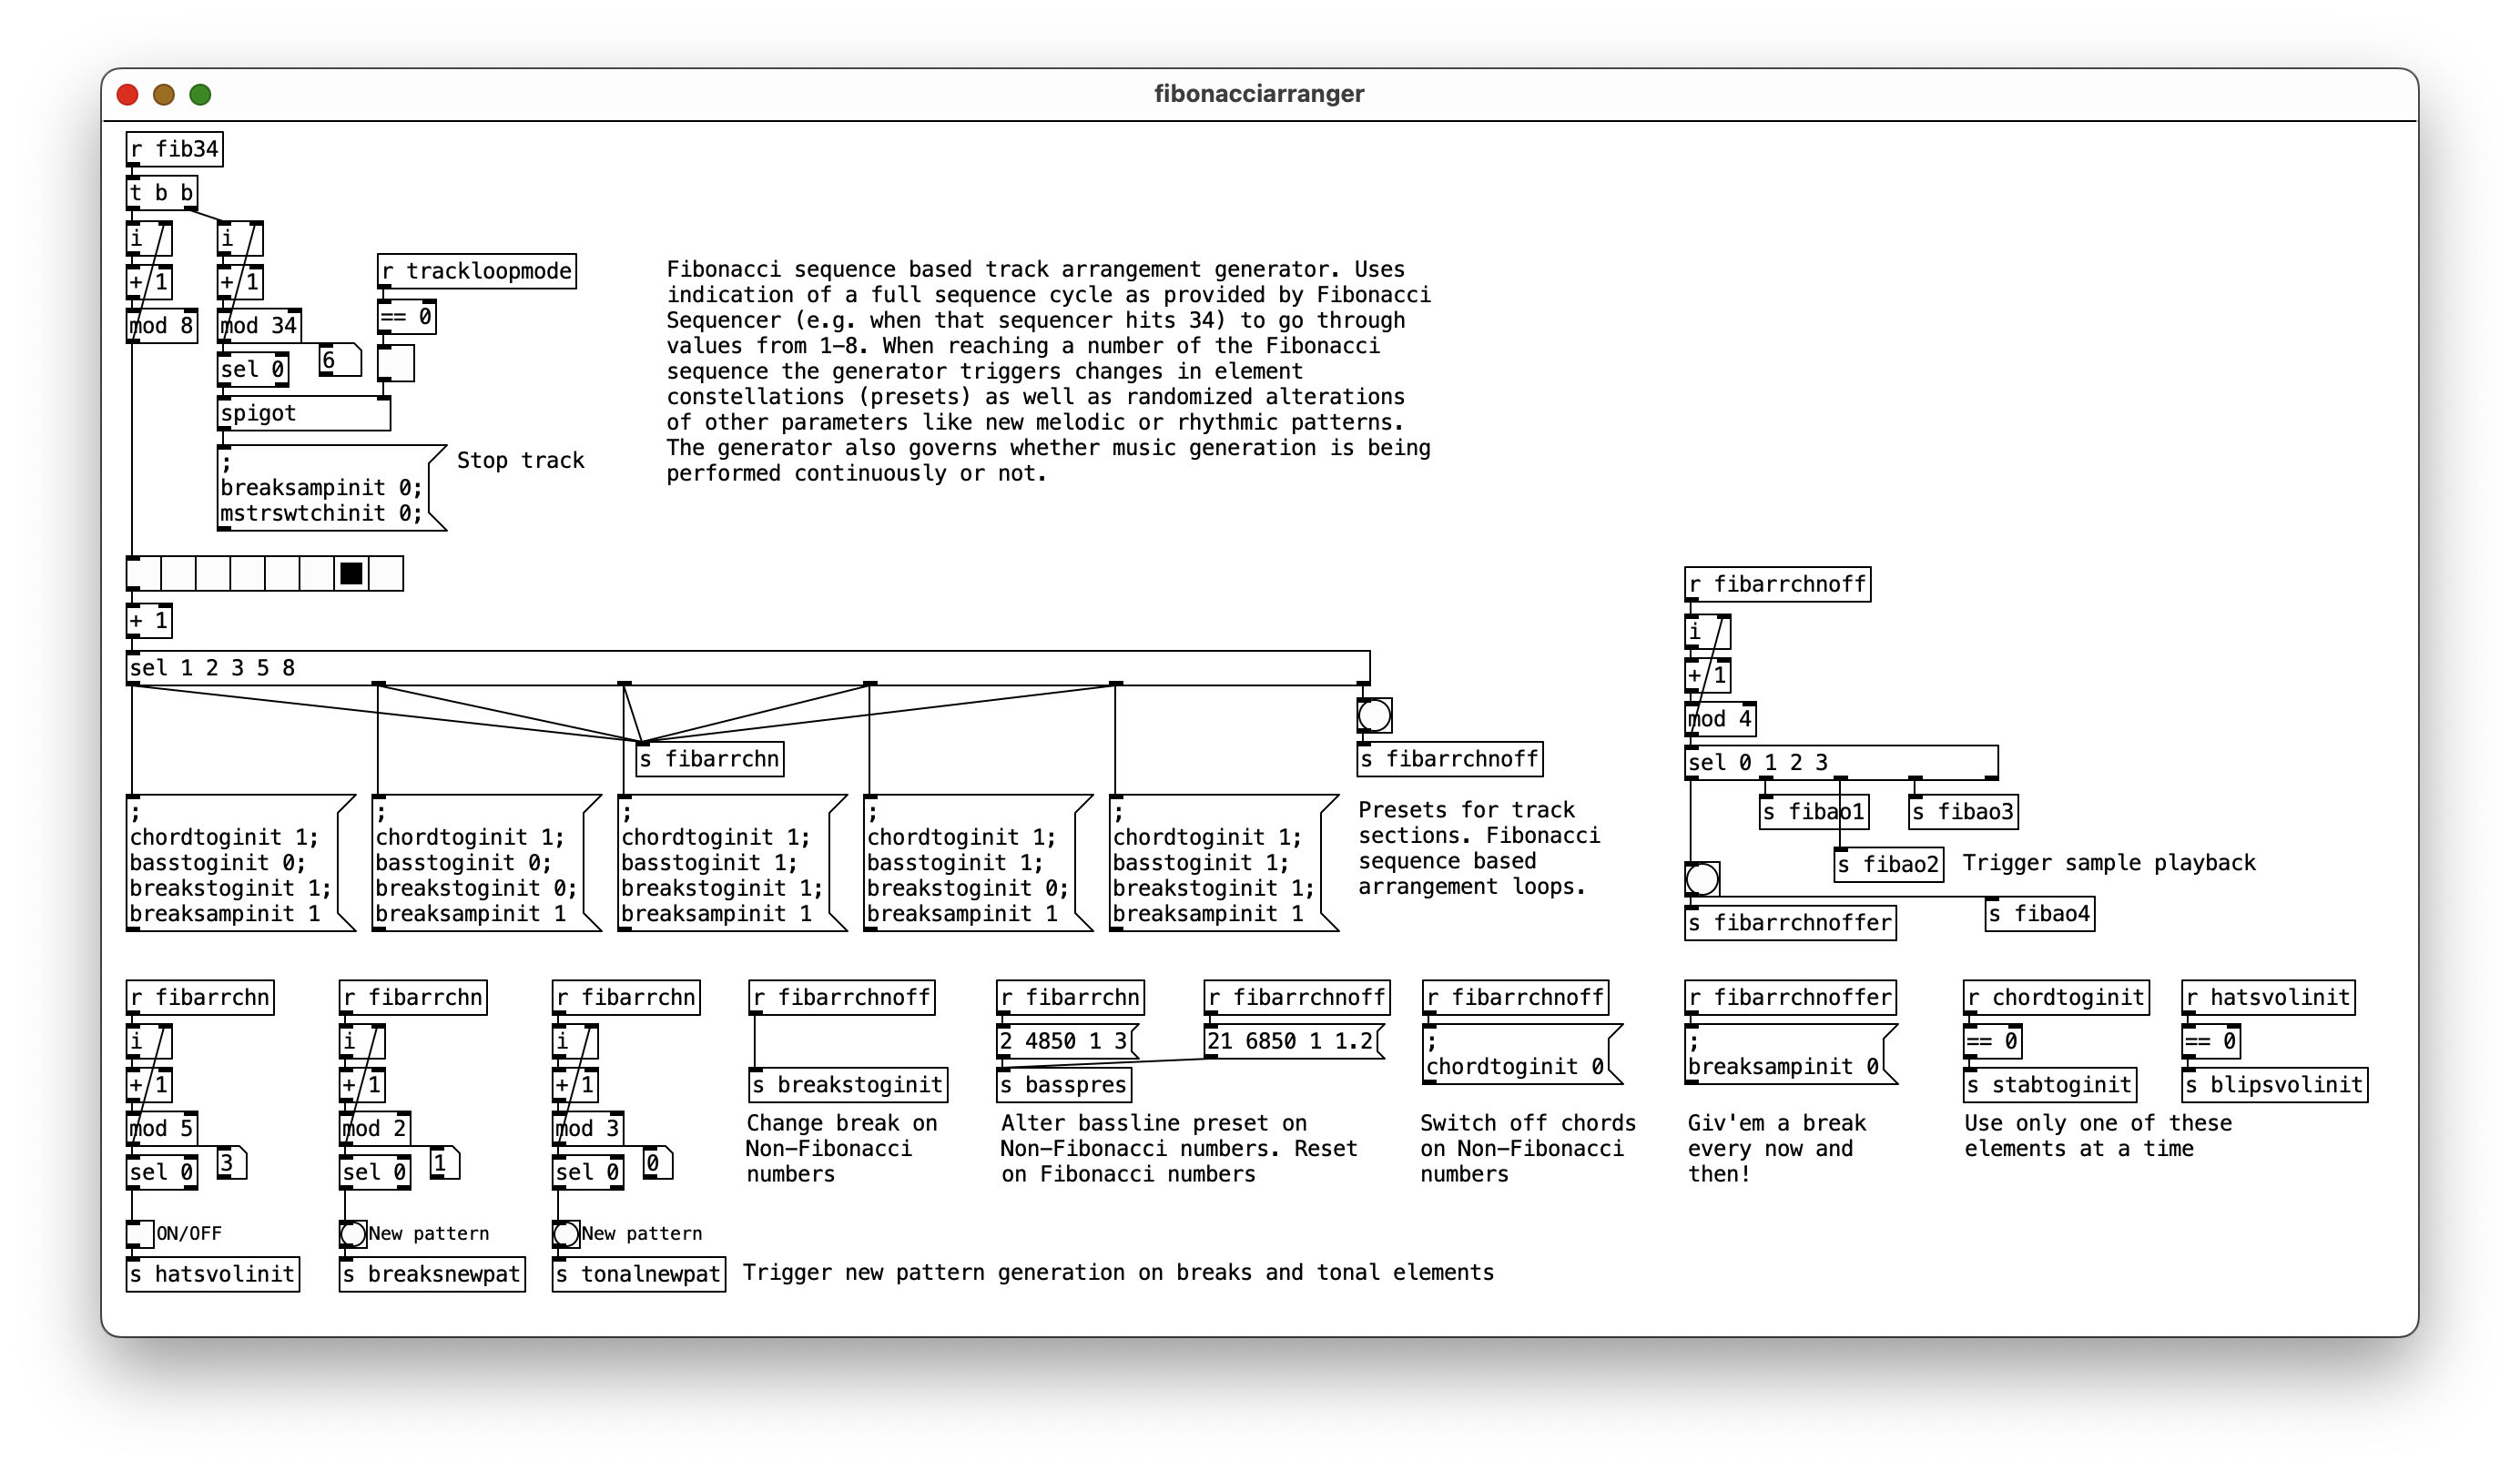 fibonacciarranger
r fib34
t b b
i
i
+ 1
+ 1
mod 8
mod 34
sel 0
6
spigot
r trackloopmode
== 0
;
breaksampinit 0;
mstrswtchinit 0;
Stop track
Fibonacci sequence based track arrangement generator. Uses
indication of a full sequence cycle as provided by Fibonacci
Sequencer (e.g. when that sequencer hits 34) to go through
values from 1-8. When reaching a number of the Fibonacci
sequence the generator triggers changes in element
constellations (presets) as well as randomized alterations
of other parameters like new melodic or rhythmic patterns.
The generator also governs whether music generation is being
performed continuously or not.
+ 1
sel 1 2 3 5 8
s fibarrchn
s fibarrchnoff
;
chordtoginit 1;
basstoginit 0;
breakstoginit 1;
breaksampinit 1
;
chordtoginit 1;
basstoginit 0;
breakstoginit 0;
breaksampinit 1
;
chordtoginit 1;
basstoginit 1;
breakstoginit 1;
breaksampinit 1
;
chordtoginit 1;
basstoginit 1;
breakstoginit 0;
breaksampinit 1
;
chordtoginit 1;
basstoginit 1;
breakstoginit 1;
breaksampinit 1
Presets for track
sections. Fibonacci
sequence based
arrangement loops.
r fibarrchnoff
i
+ 1
mod 4
sel 0 1 2 3
s fibao1
s fibao3
s fibao2
Trigger sample playback
s fibao4
s fibarrchnoffer
r fibarrchn
i
+ 1
mod 5
sel 0
3
ON/OFF
s hatsvolinit
r fibarrchn
i
+ 1
mod 2
sel 0
1
New pattern
s breaksnewpat
r fibarrchn
i
+ 1
mod 3
sel 0
0
New pattern
s tonalnewpat
Trigger new pattern generation on breaks and tonal elements
r fibarrchnoff
s breakstoginit
Change break on
Non-Fibonacci
numbers
r fibarrchn
2 4850 1 3
s basspres
r fibarrchnoff
21 6850 1 1.2
Alter bassline preset on
Non-Fibonacci numbers. Reset
on Fibonacci numbers
r fibarrchnoff
;
chordtoginit 0
Switch off chords
on Non-Fibonacci
numbers
r fibarrchnoffer
;
breaksampinit 0
Giv'em a break
every now and
then!
r chordtoginit
== 0
s stabtoginit
r hatsvolinit
== 0
s blipsvolinit
Use only one of these
elements at a time